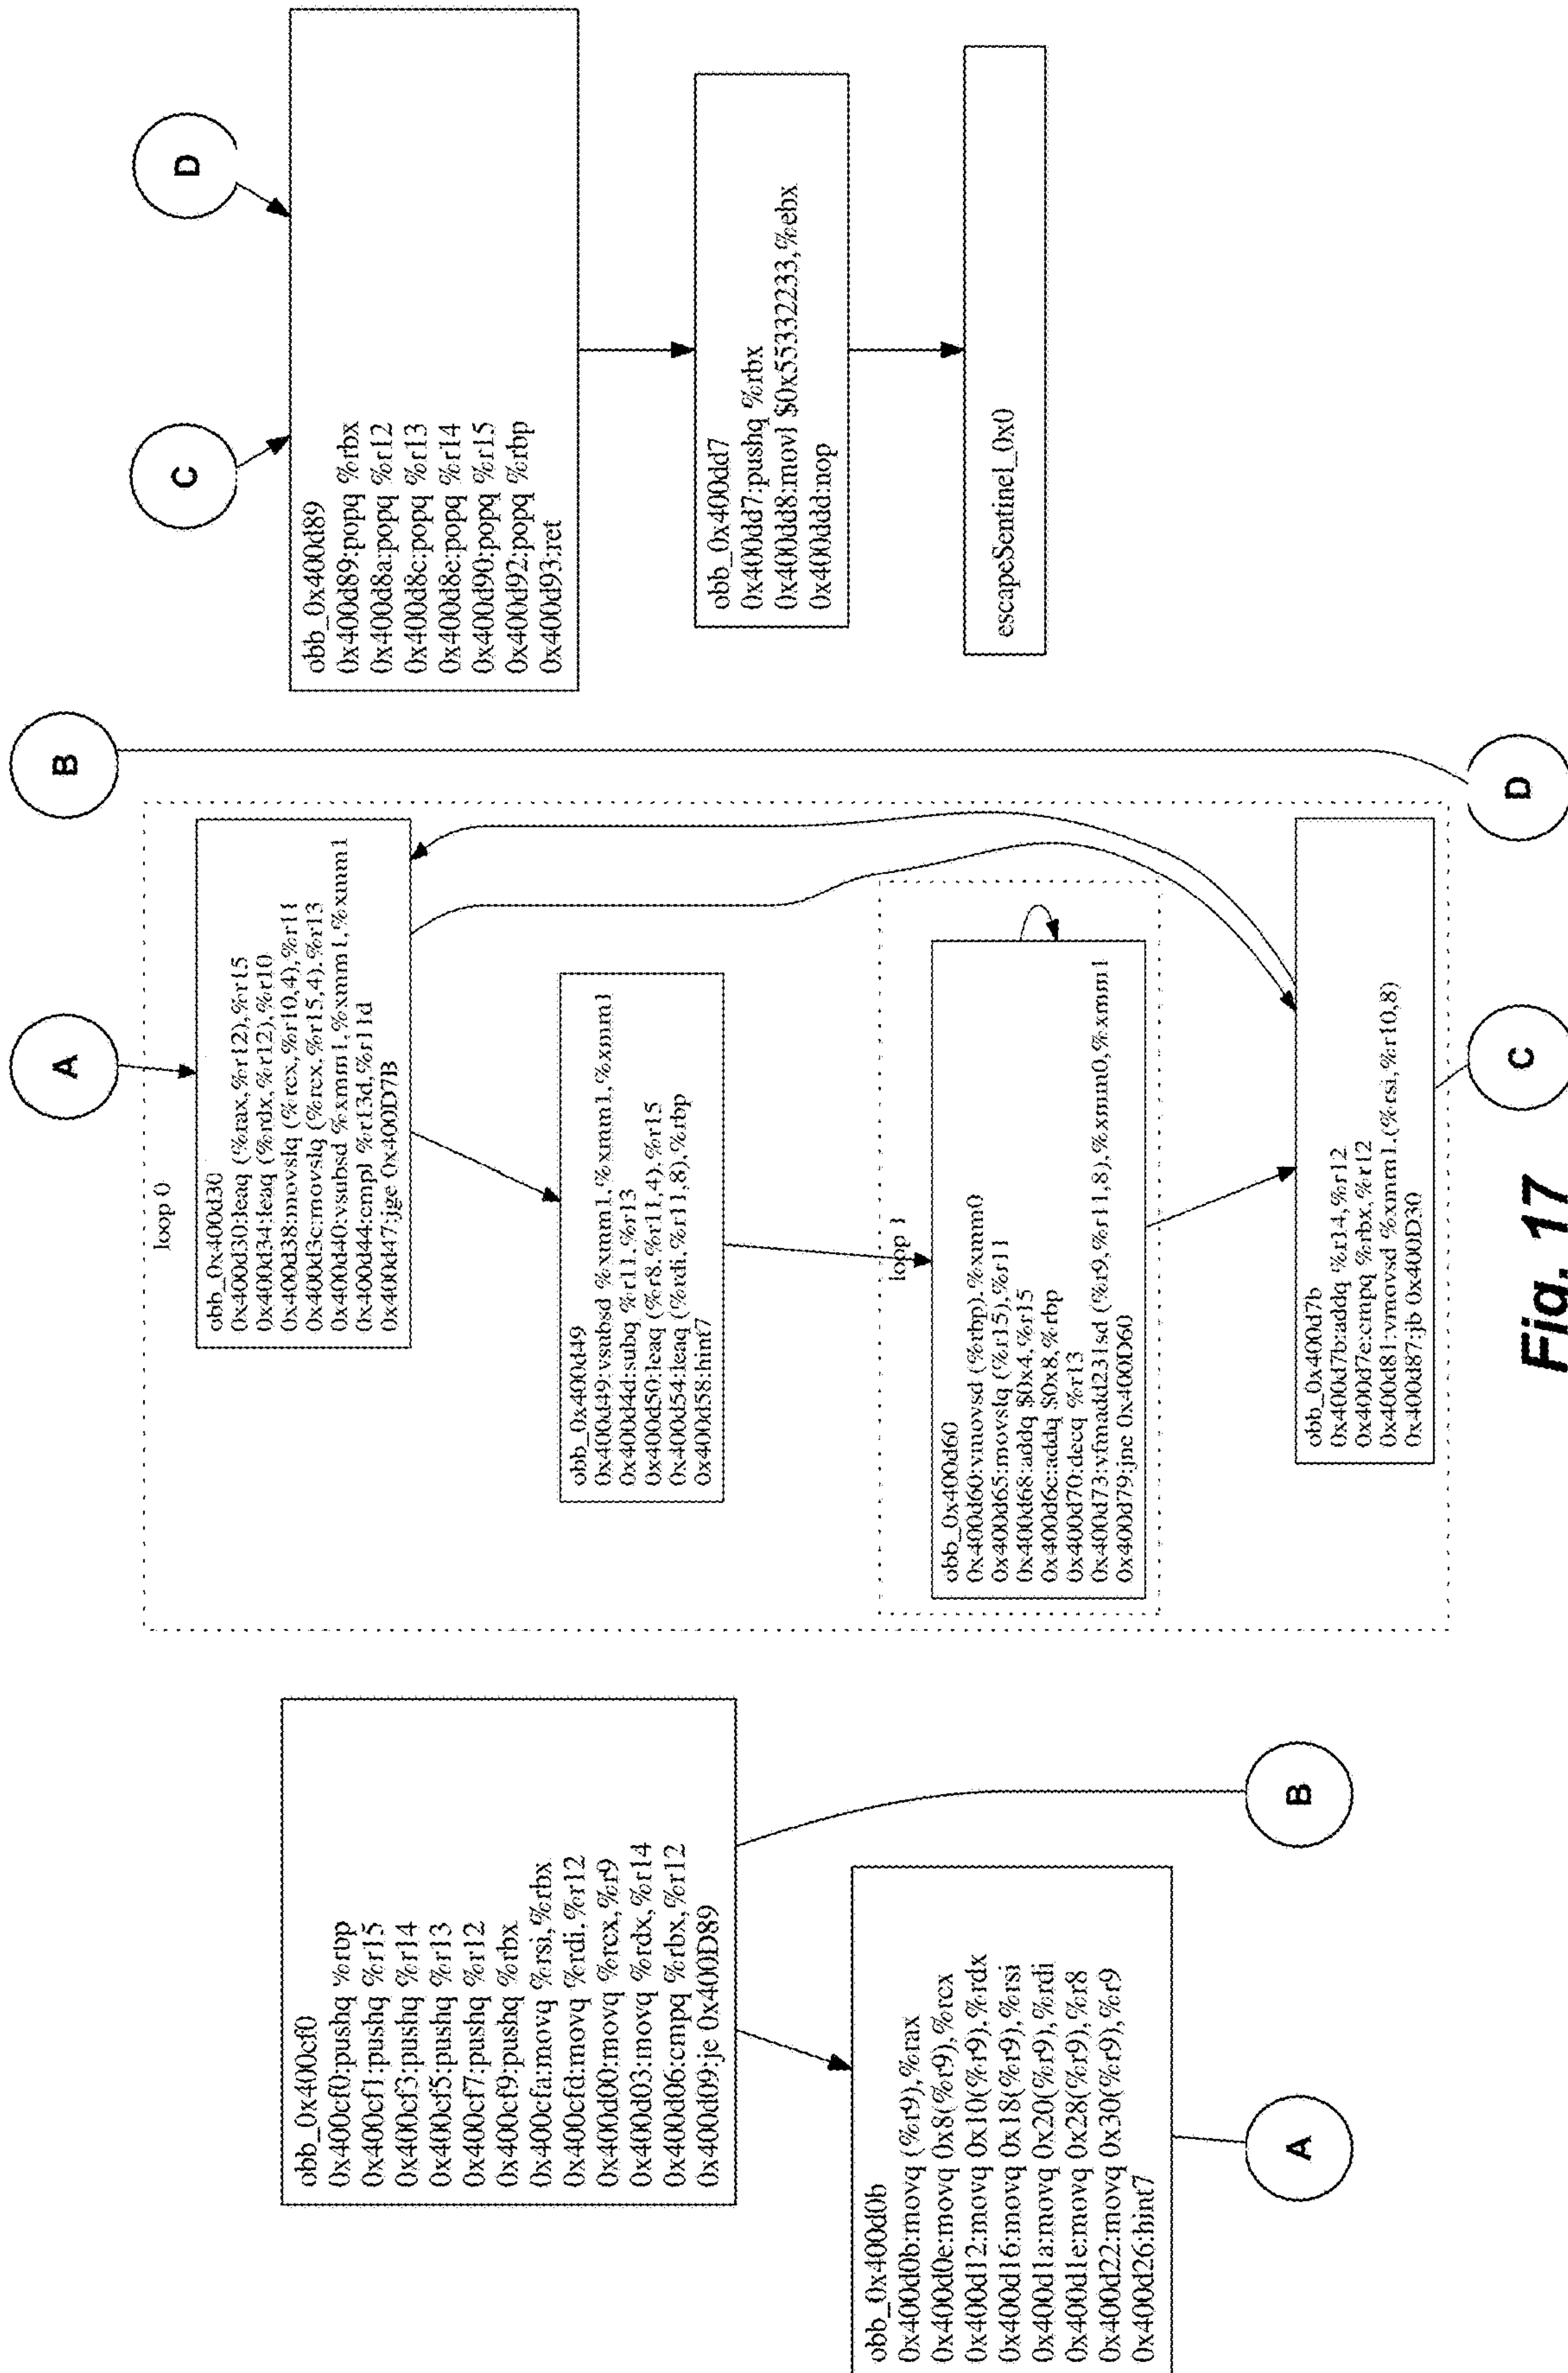 obb_0x400cf0
0x400cf0:pushq %rbp
0x400cf1:pushq %r15
0x400cf3:pushq %r14
0x400cf5:pushq %r13
0x400cf7:pushq %r12
0x400cf9:pushq %rbx
0x400cfa:movq %rsi,%rbx
0x400cfd:movq %rdi,%r12
0x400d00:movq %rcx,%r9
0x400d03:movq %rdx,%r14
0x400d06:cmpq %rbx,%r12
0x400d09:je 0x400D89
obb_0x400d0b
0x400d0b:movq (%r9),%rax
0x400d0e:movq 0x8(%r9),%rcx
0x400d12:movq 0x10(%r9),%rdx
0x400d16:movq 0x18(%r9),%rsi
0x400d1a:movq 0x20(%r9),%rdi
0x400d1e:movq 0x28(%r9),%r8
0x400d22:movq 0x30(%r9),%r9
0x400d26:hint7
A
B
A
B
loop 0
obb_0x400d30
0x400d30:leaq (%rax,%r12),%r15
0x400d34:leaq (%rdx,%r12),%r10
0x400d38:movslq (%rcx,%r10,4),%r11
0x400d3c:movslq (%rcx,%r15,4),%r13
0x400d40:vsubsd %xmm1,%xmm1,%xmm1
0x400d44:cmpl %r13d,%r11d
0x400d47:jge 0x400D7B
obb_0x400d49
0x400d49:vsubsd %xmm1,%xmm1,%xmm1
0x400d4d:subq %r11,%r13
0x400d50:leaq (%r8,%r11,4),%r15
0x400d54:leaq (%rdi,%r11,8),%rbp
0x400d58:hint7
loop 1
obb_0x400d60
0x400d60:vmovsd (%rbp),%xmm0
0x400d65:movslq (%r15),%r11
0x400d68:addq $0x4,%r15
0x400d6c:addq $0x8,%rbp
0x400d70:decq %r13
0x400d73:vfmadd231sd (%r9,%r11,8),%xmm0,%xmm1
0x400d79:jne 0x400D60
obb_0x400d7b
0x400d7b:addq %r14,%r12
0x400d7e:cmpq %rbx,%r12
0x400d81:vmovsd %xmm1,(%rsi,%r10,8)
0x400d87:jb 0x400D30
C
D
C
D
obb_0x400d89
0x400d89:popq %rbx
0x400d8a:popq %r12
0x400d8c:popq %r13
0x400d8e:popq %r14
0x400d90:popq %r15
0x400d92:popq %rbp
0x400d93:ret
obb_0x400dd7
0x400dd7:pushq %rbx
0x400dd8:movl $0x55332233,%ebx
0x400ddd:nop
escapeSentinel_0x0
Fig. 17